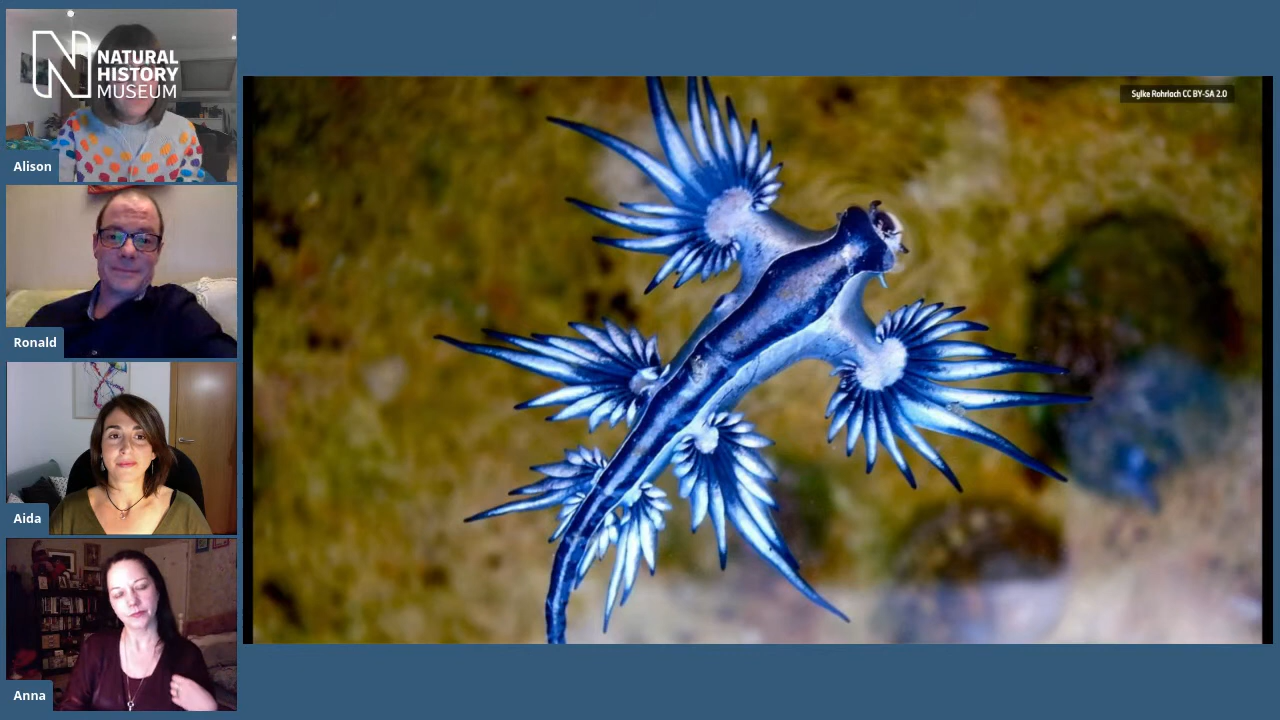 NATURAL
HISTORY
MUSEUM
Alison
Ronald
Aida
Anna
Sylke Rohrlach CC BY-SA 2.0